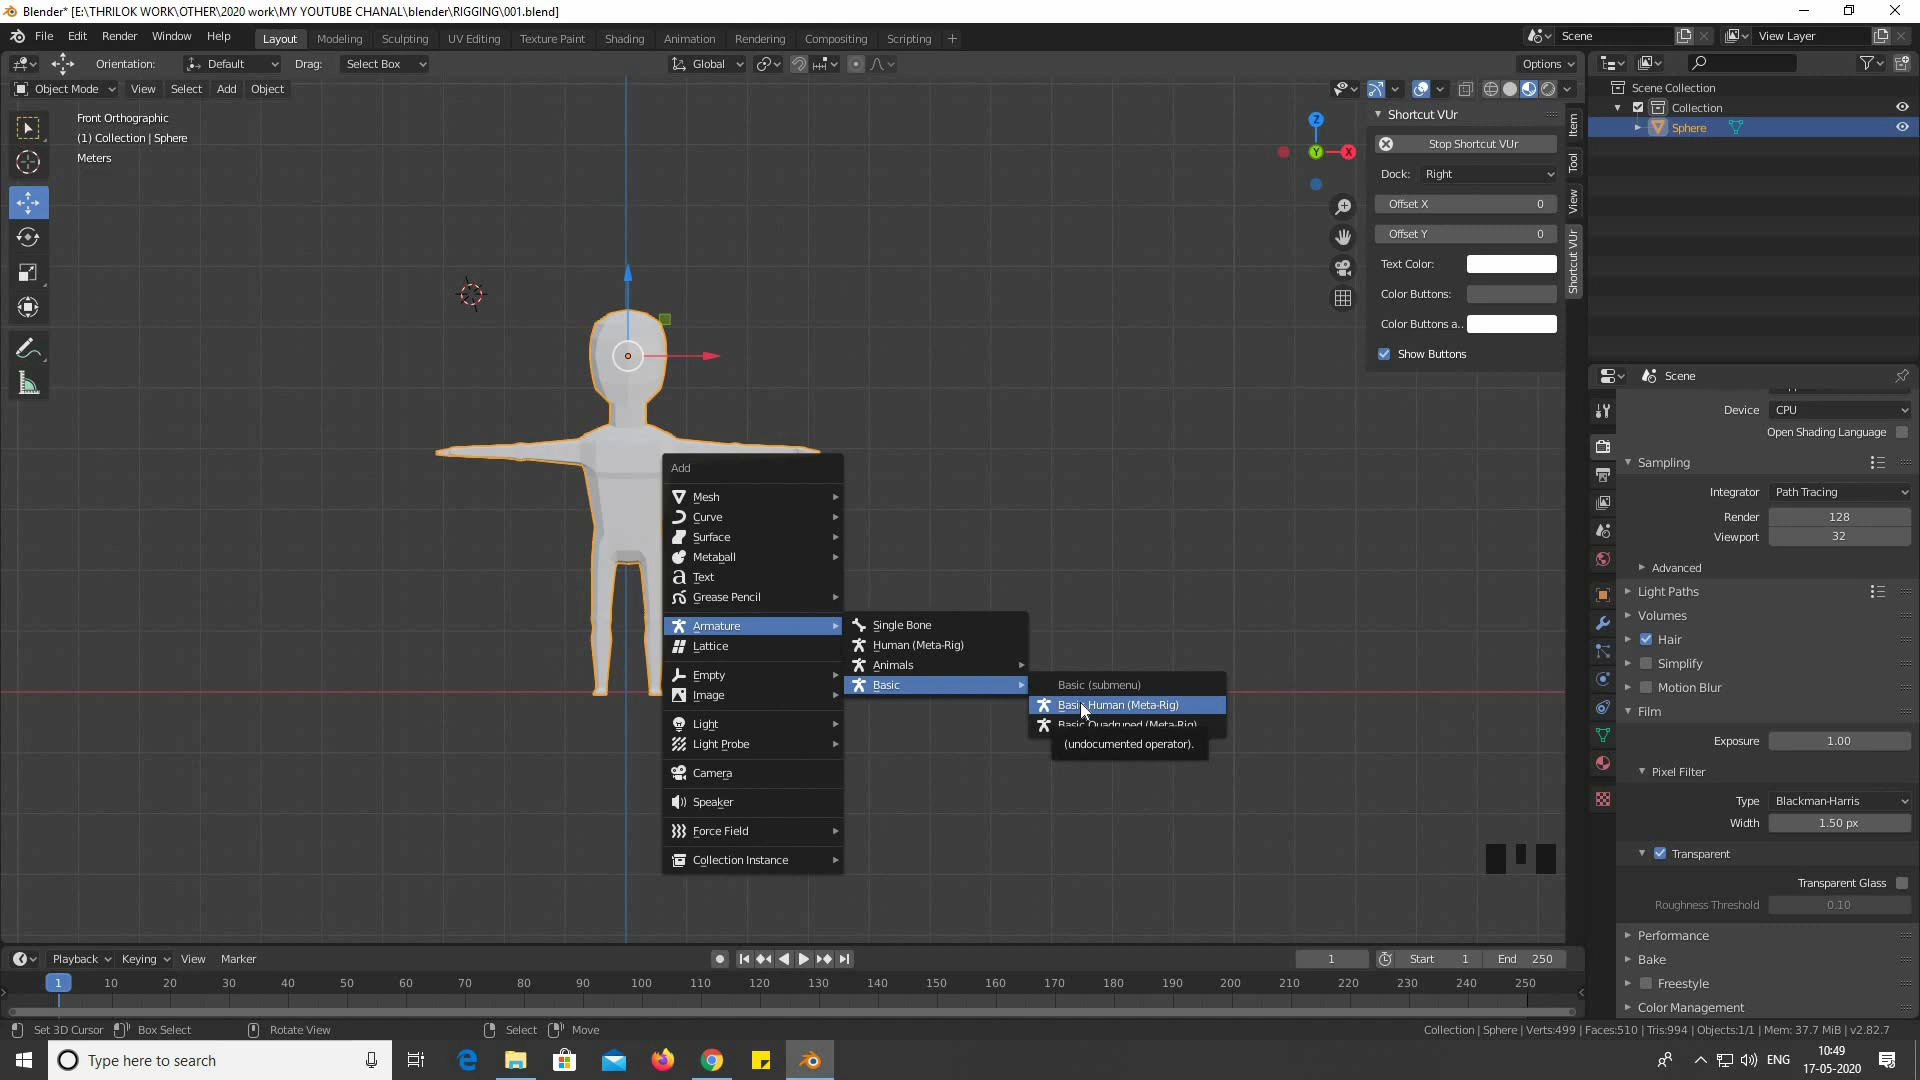 Blender* [E:\THRILOK WORK\OTHER\2020 work\MY YOUTUBE CHANAL\blender\RIGGING\001.blend]
File Edit Render Window Help Layout Modeling Sculpting UV Editing Texture Paint Shading Animation Rendering Compositing Scripting + Scene View Layer
Orientation: Default Drag: Select Box Global Options
Object Mode View Select Add Object
Front Orthographic
(1) Collection | Sphere
Meters
Z
Y
X
Shortcut VUr
Stop Shortcut VUr
Dock: Right
Offset X 0
Offset Y 0
Text Color:
Color Buttons:
Color Buttons a..
Show Buttons
Item
Tool
View
Shortcut VUr
Scene Collection
Collection
Sphere
Scene
Device CPU
Open Shading Language
Sampling
Integrator Path Tracing
Render 128
Viewport 32
Advanced
Light Paths
Volumes
Hair
Simplify
Motion Blur
Film
Exposure 1.00
Pixel Filter
Type Blackman-Harris
Width 1.50 px
Transparent
Transparent Glass
Roughness Threshold 0.10
Performance
Bake
Freestyle
Color Management
Add
Mesh
Curve
Surface
Metaball
Text
Grease Pencil
Armature
Lattice
Empty
Image
Light
Light Probe
Camera
Speaker
Force Field
Collection Instance
Single Bone
Human (Meta-Rig)
Animals
Basic
Basic (submenu)
Basic Human (Meta-Rig)
Basic Quadruped (Meta-Rig)
(undocumented operator).
Playback Keying View Marker 1 Start 1 End 250
1 10 20 30 40 50 60 70 80 90 100 110 120 130 140 150 160 170 180 190 200 210 220 230 240 250
Set 3D Cursor Box Select Rotate View Select Move Collection | Sphere | Verts:499 | Faces:510 | Tris:994 | Objects:1/1 | Mem: 37.7 MiB | v2.82.7
Type here to search ENG 10:49
17-05-2020